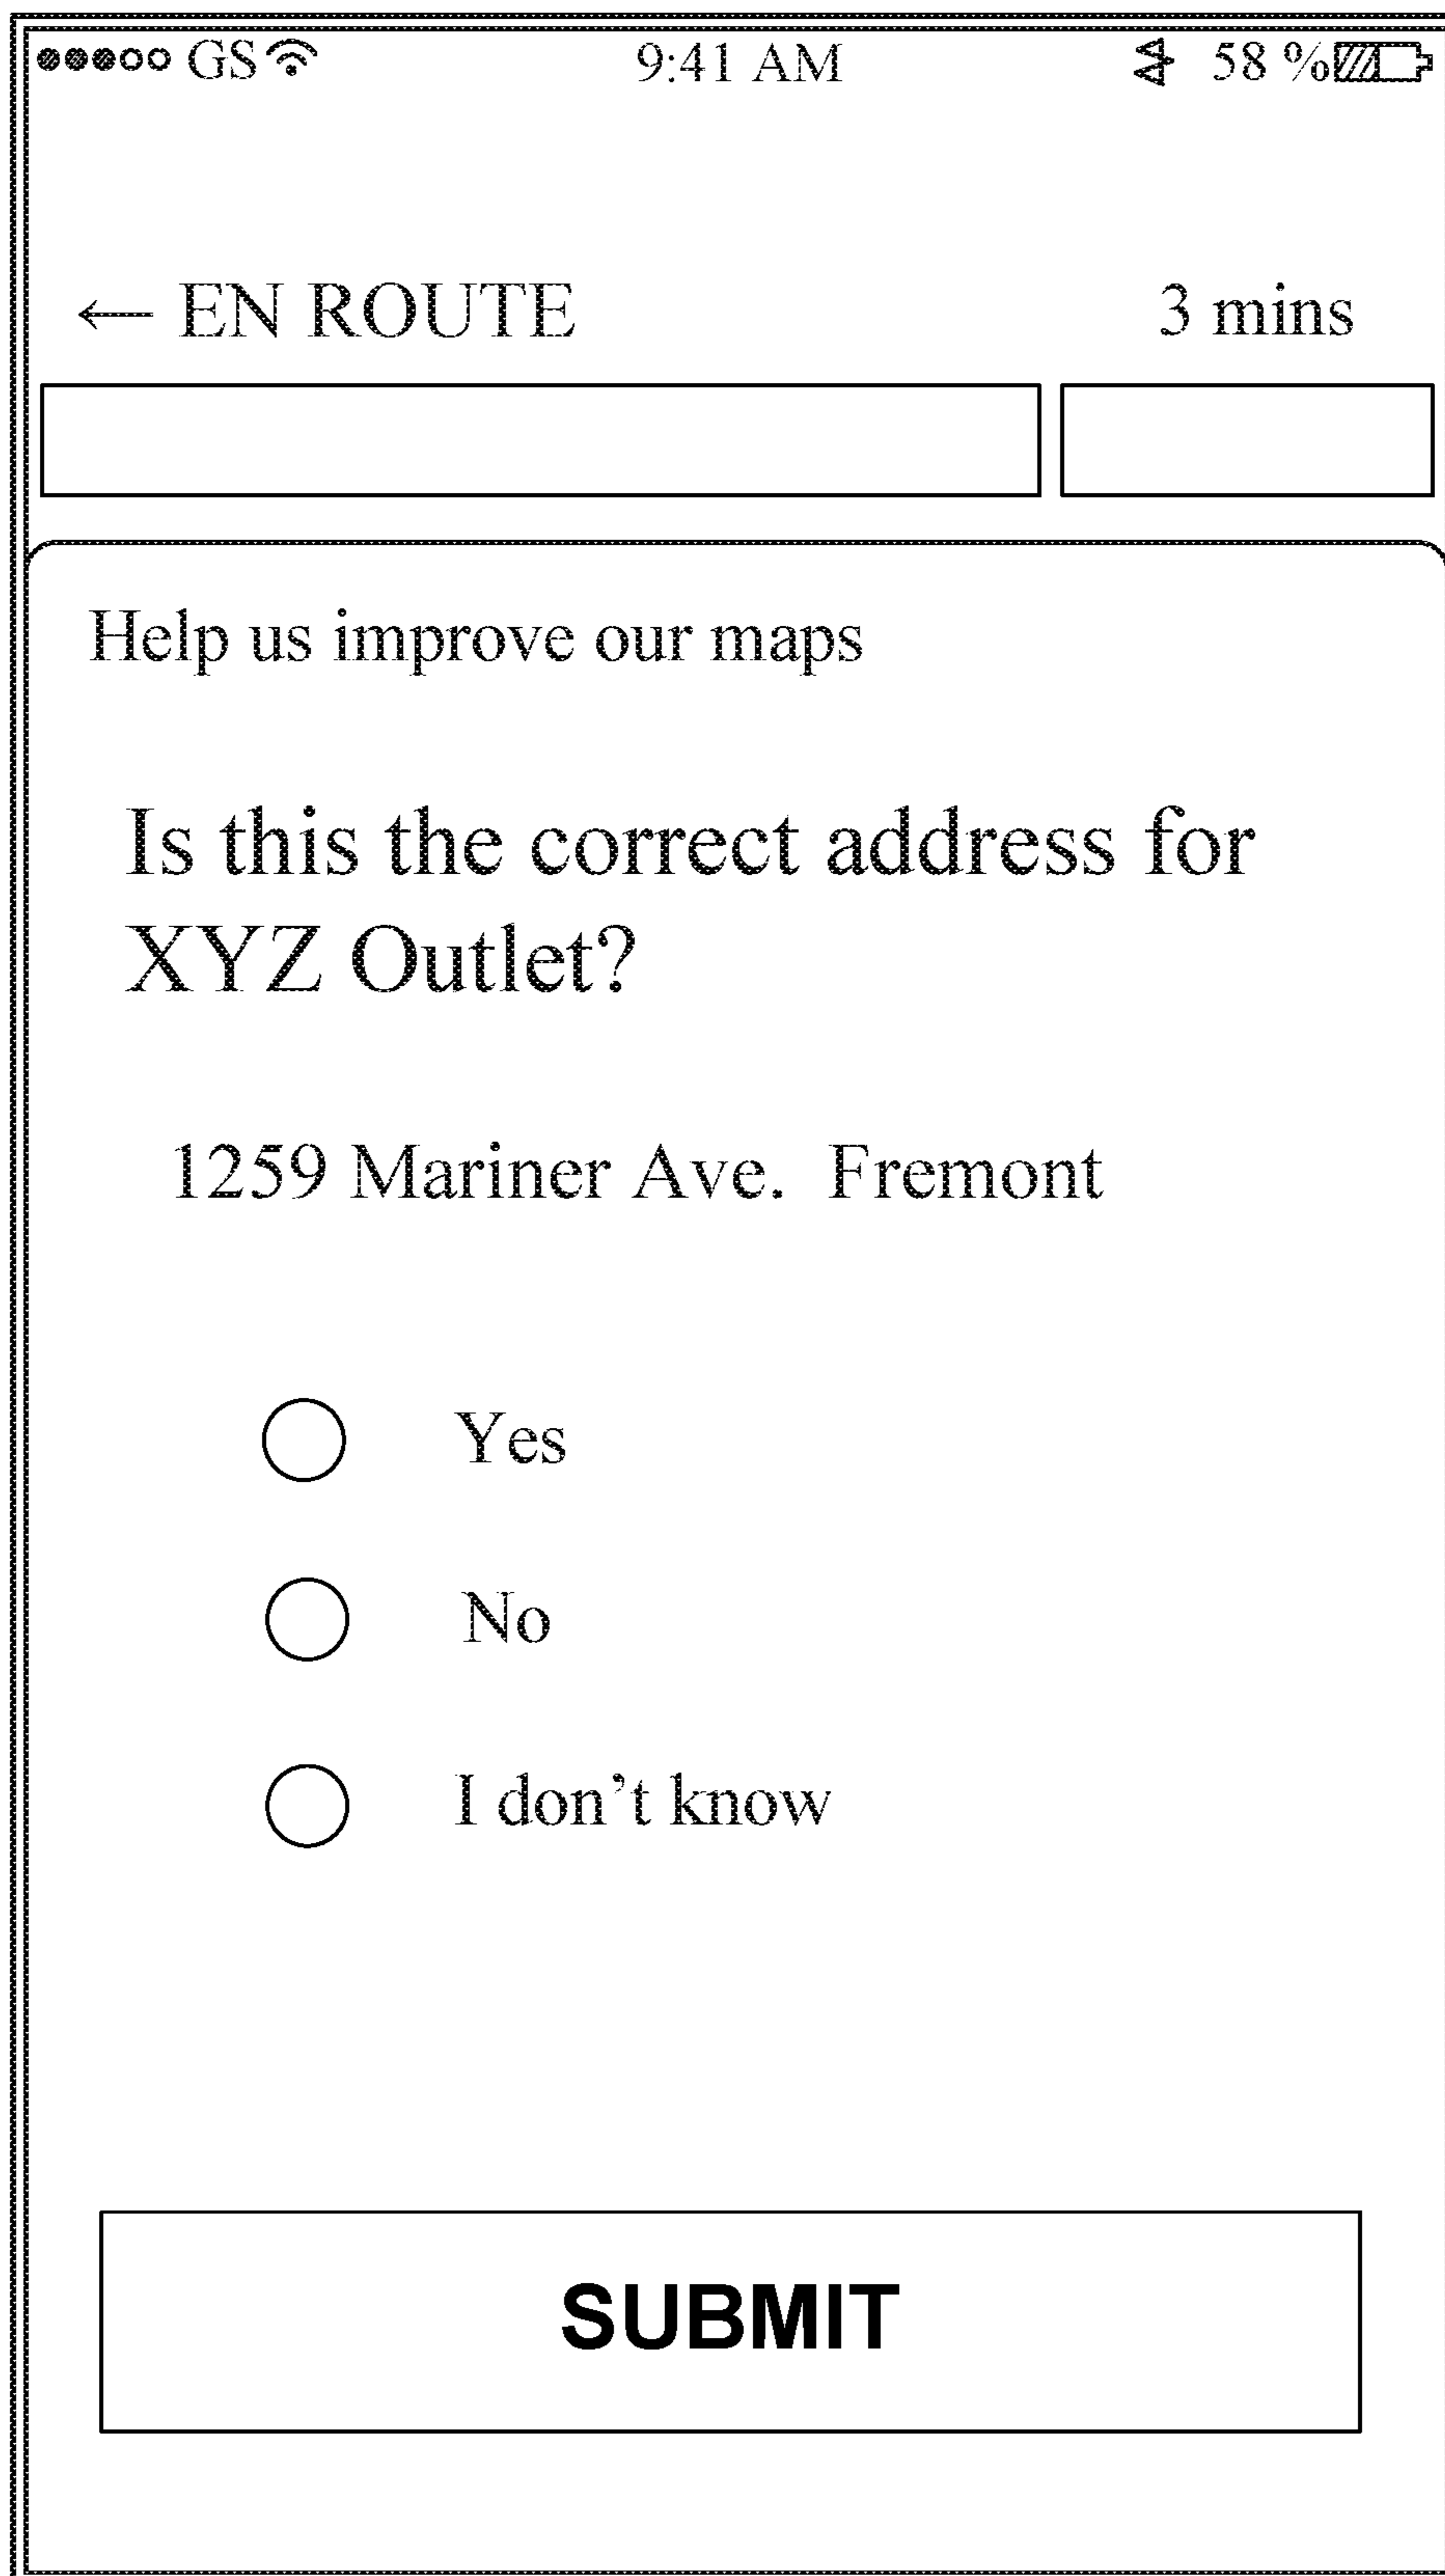 GS 9:41 AM 58 %
← EN ROUTE 3 mins
Help us improve our maps
Is this the correct address for
XYZ Outlet?
1259 Mariner Ave. Fremont
Yes
No
I don’t know
SUBMIT